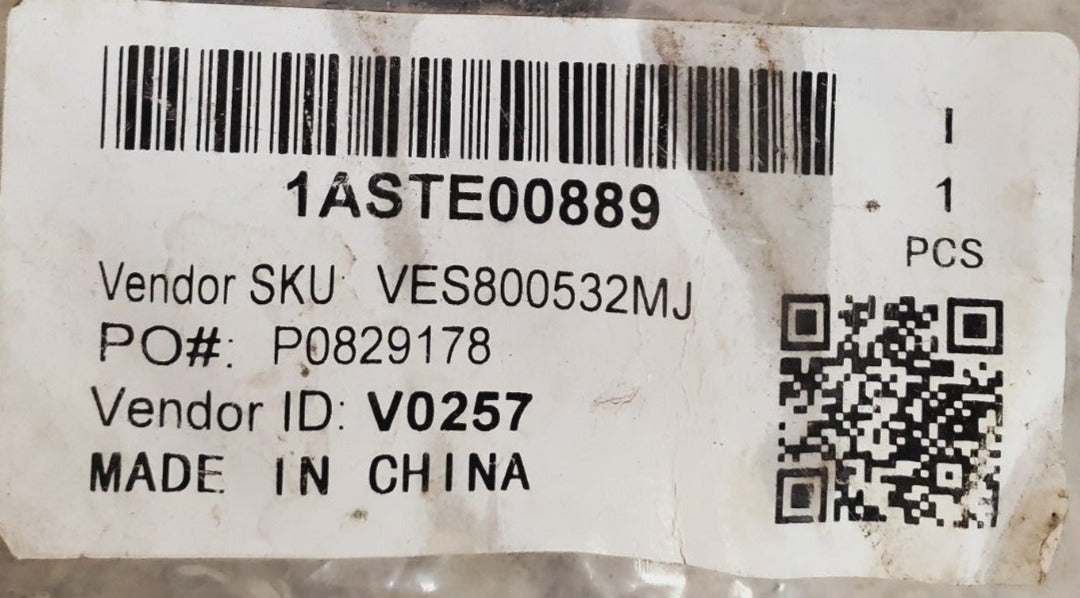 1ASTE00889
I
1
PCS
Vendor SKU: VES800532MJ
PO#: P0829178
Vendor ID: V0257
MADE IN CHINA